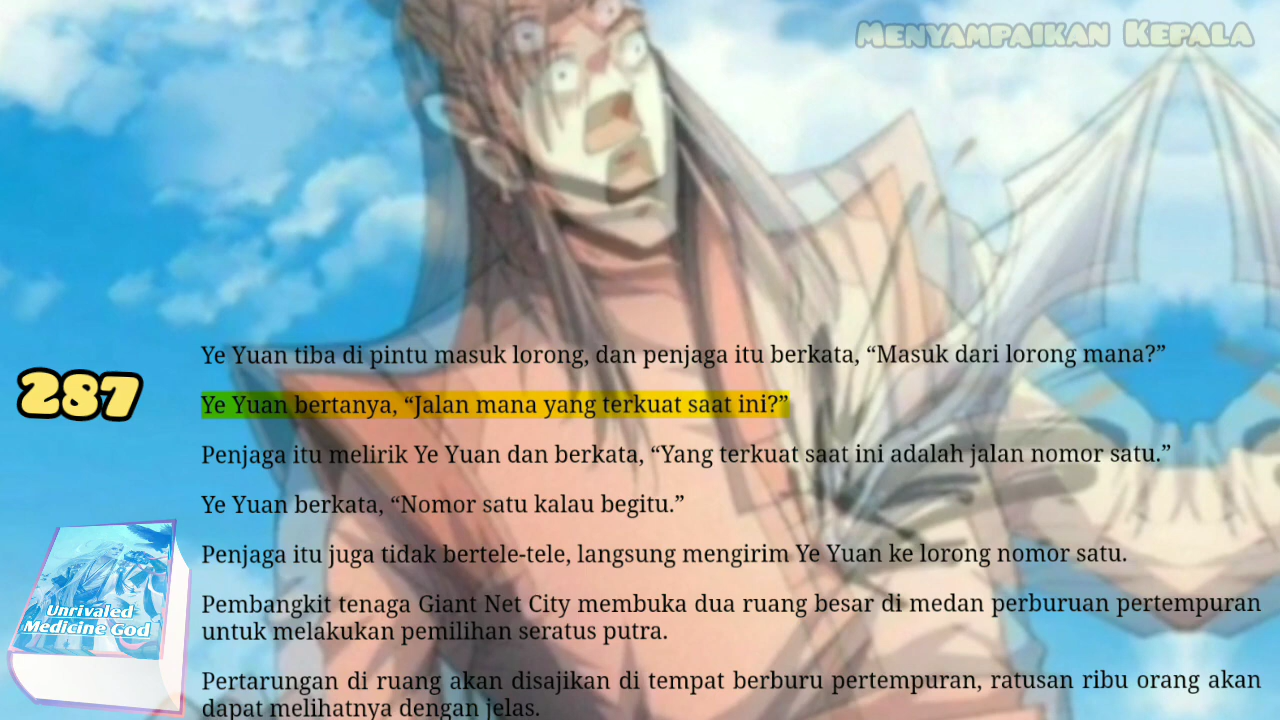 Menyampaikan Kepala
Ye Yuan tiba di pintu masuk lorong, dan penjaga itu berkata, “Masuk dari lorong mana?”
287
Ye Yuan bertanya, “Jalan mana yang terkuat saat ini?”
Penjaga itu melirik Ye Yuan dan berkata, “Yang terkuat saat ini adalah jalan nomor satu.”
Ye Yuan berkata, “Nomor satu kalau begitu.”
Penjaga itu juga tidak bertele-tele, langsung mengirim Ye Yuan ke lorong nomor satu.
Pembangkit tenaga Giant Net City membuka dua ruang besar di medan perburuan pertempuran
untuk melakukan pemilihan seratus putra.
Pertarungan di ruang akan disajikan di tempat berburu pertempuran, ratusan ribu orang akan
dapat melihatnya dengan jelas.
Unrivaled
Medicine God